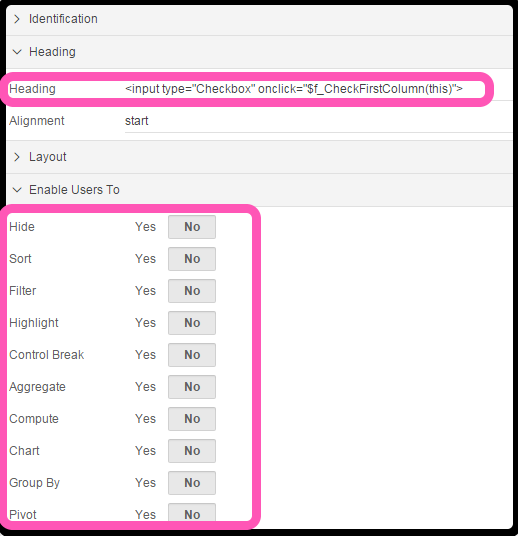 Identification
Heading
Heading <input type="Checkbox" onclick="$f_CheckFirstColumn(this)">
Alignment start
Layout
Enable Users To
Hide Yes No
Sort Yes No
Filter Yes No
Highlight Yes No
Control Break Yes No
Aggregate Yes No
Compute Yes No
Chart Yes No
Group By Yes No
Pivot Yes No